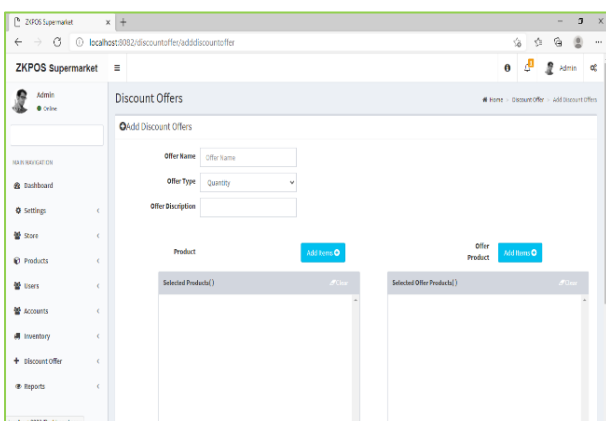 ZKPOS Supermarket
localhost:8082/discountoffer/adddiscountoffer
ZKPOS Supermarket
Admin
Admin
Online
Discount Offers
Home > Discount Offer > Add Discount Offers
Add Discount Offers
MAIN NAVIGATION
Offer Name
Offer Name
Offer Type
Quantity
Offer Discription
Dashboard
Settings
Store
Products
Users
Accounts
Inventory
Discount Offer
Reports
Product
Add Items
Offer
Product
Add Items
Selected Products()
Clear
Selected Offer Products()
Clear